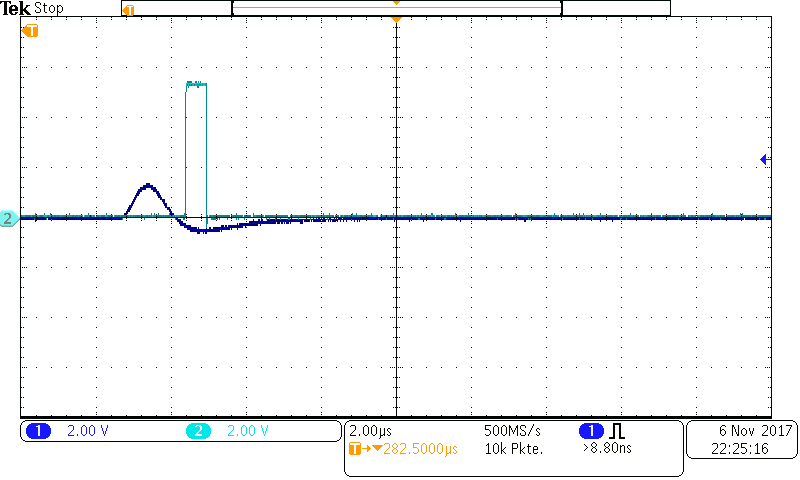 Tek Stop
T
T
2
1 2.00 V 2 2.00 V
2.00µs 500MS/s 1 6 Nov 2017
T→▼282.5000µs 10k Pkte. >8.80ns 22:25:16